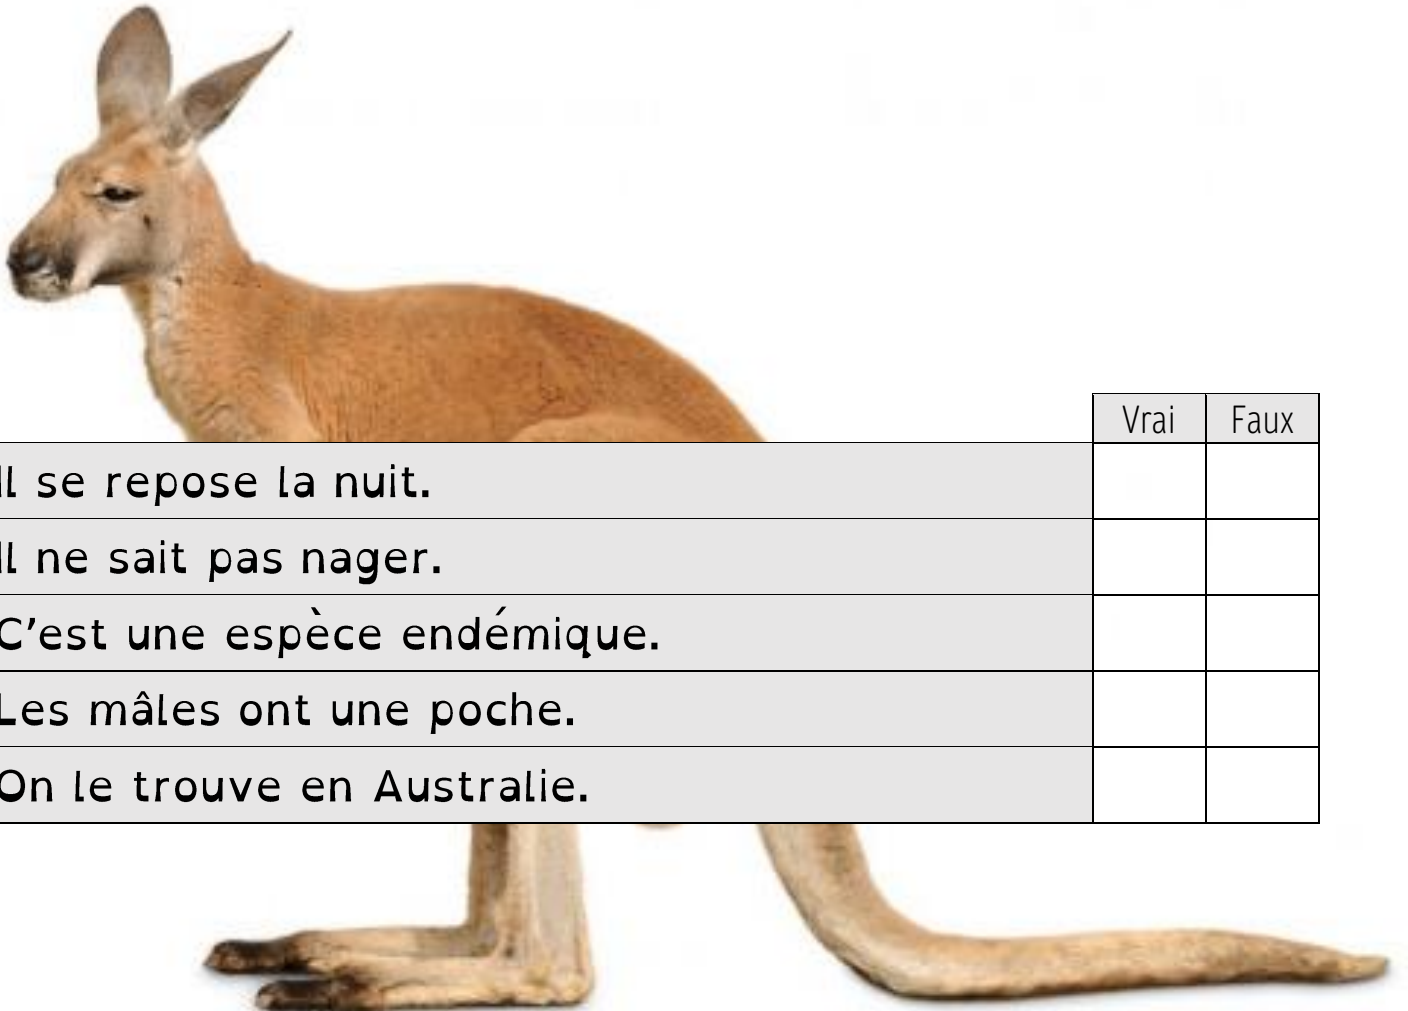 Vrai Faux
Il se repose la nuit.
Il ne sait pas nager.
C'est une espèce endémique.
Les mâles ont une poche.
On le trouve en Australie.